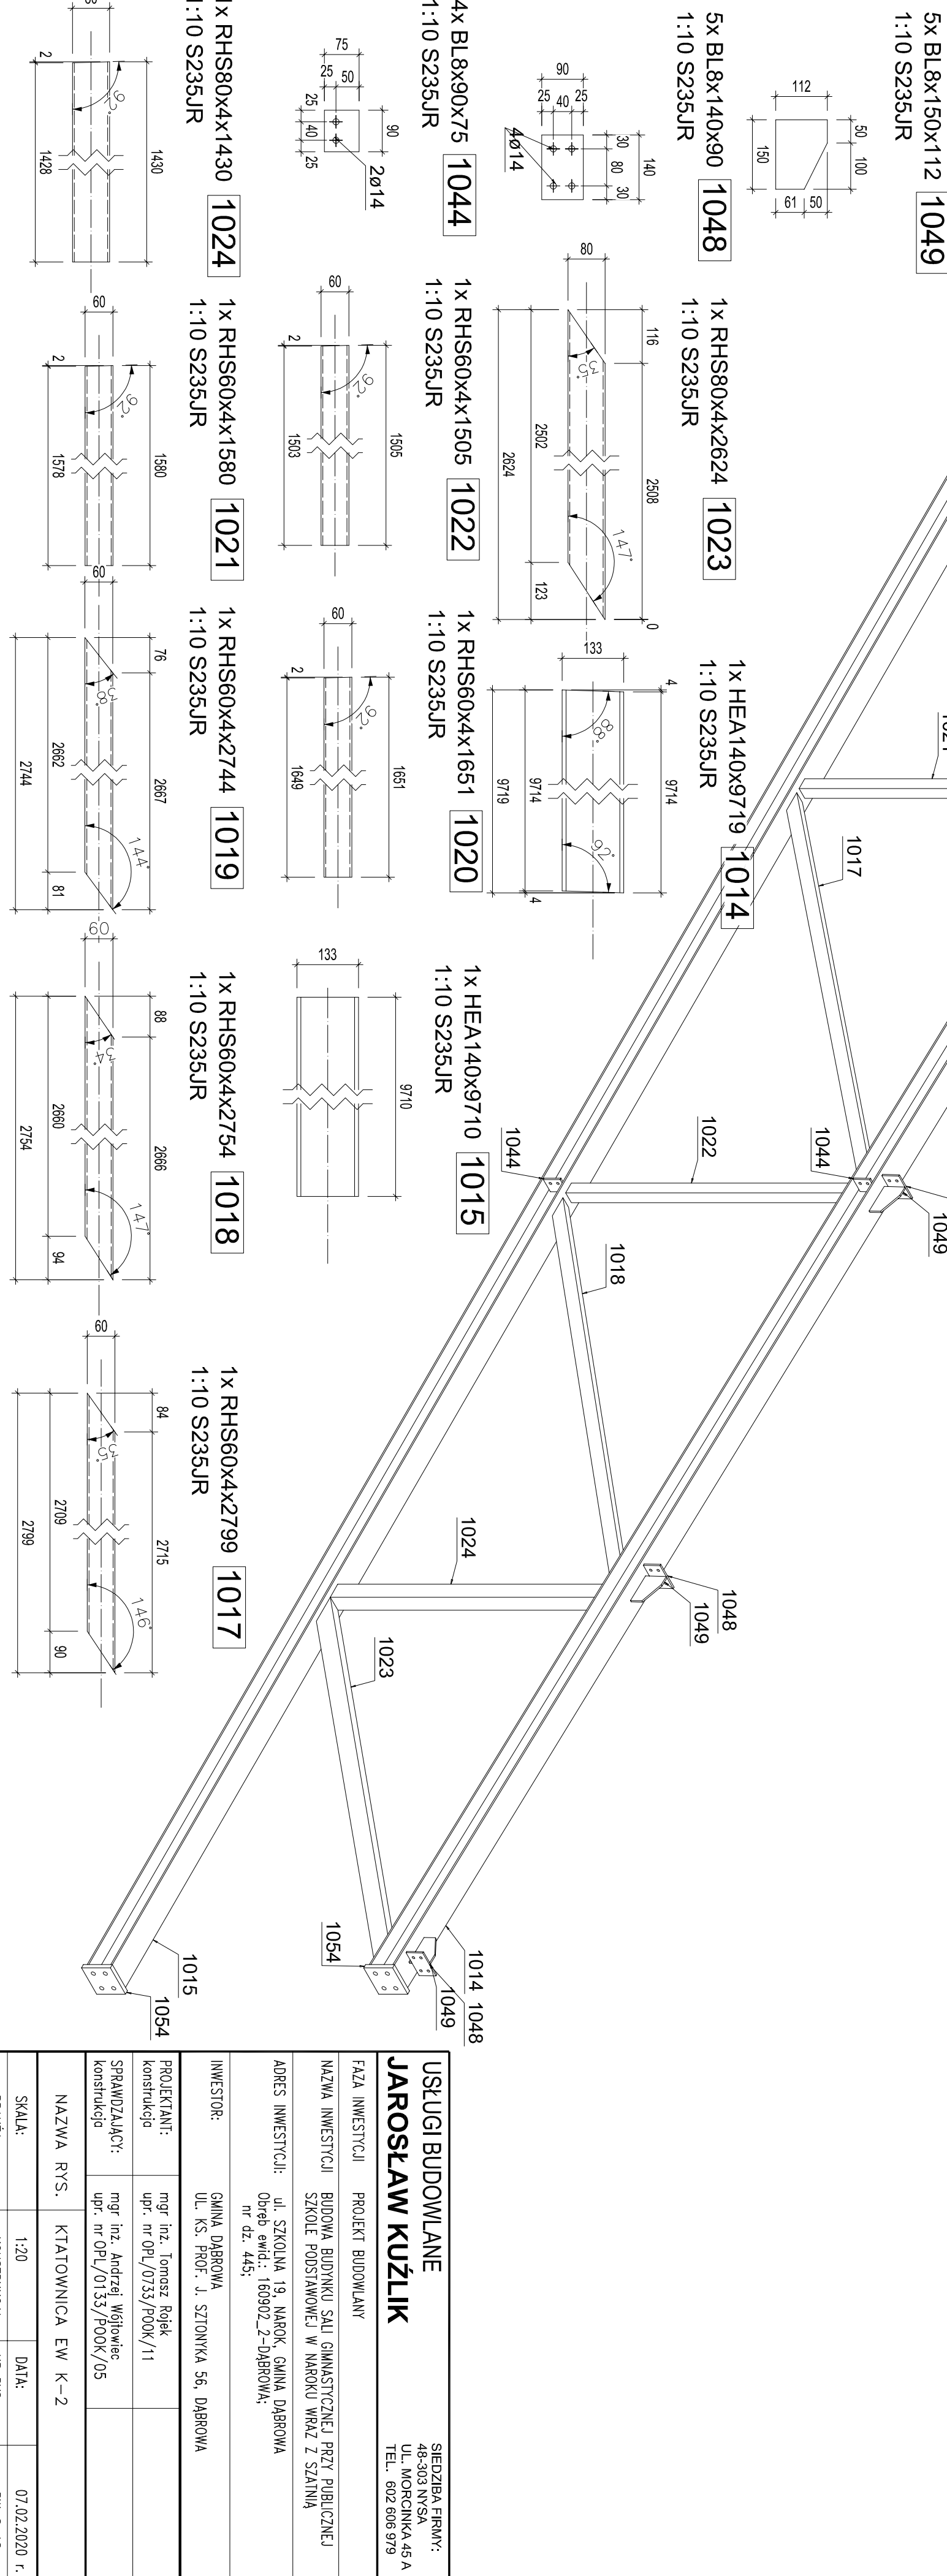 5x BL8x150x112 1049
1:10 S235JR
112
50
100
150
61
50
5x BL8x140x90 1048
1:10 S235JR
90
25
40
25
30
80
30
140
4ø14
1x RHS80x4x2624 1023
1:10 S235JR
80
116
2508
0
35°
147°
2502
123
2624
1x HEA140x9719 1014
1:10 S235JR
133
4
9714
88°
92°
9714
4
9719
4x BL8x90x75 1044
1:10 S235JR
75
25
50
90
25
40
25
2ø14
1x RHS60x4x1505 1022
1:10 S235JR
60
1505
92°
2
1503
1x RHS60x4x1651 1020
1:10 S235JR
60
1651
92°
2
1649
1x HEA140x9710 1015
1:10 S235JR
133
9710
1x RHS80x4x1430 1024
1:10 S235JR
1430
92°
2
1428
1x RHS60x4x1580 1021
1:10 S235JR
60
1580
92°
2
1578
1x RHS60x4x2744 1019
1:10 S235JR
60
76
2667
38°
144°
2662
81
2744
1x RHS60x4x2754 1018
1:10 S235JR
60
88
2666
34°
147°
2660
94
2754
1x RHS60x4x2799 1017
1:10 S235JR
60
84
2715
35°
146°
2709
90
2799
1017
1049
1044
1022
1044
1018
1048
1049
1024
1023
1014
1048
1049
1054
1015
1054
USŁUGI BUDOWLANE
JAROSŁAW KUŹLIK
SIEDZIBA FIRMY:
48-303 NYSA
UL. MORCINKA 45 A
TEL. 602 606 979
FAZA INWESTYCJI PROJEKT BUDOWLANY
NAZWA INWESTYCJI BUDOWA BUDYNKU SALI GIMNASTYCZNEJ PRZY PUBLICZNEJ
SZKOLE PODSTAWOWEJ W NAROKU WRAZ Z SZATNIĄ
ADRES INWESTYCJI: ul. SZKOLNA 19, NAROK, GMINA DĄBROWA
Obręb ewid.: 160902_2-DĄBROWA;
nr dz. 445;
INWESTOR: GMINA DĄBROWA
UL. KS. PROF. J. SZTONYKA 56, DĄBROWA
PROJEKTANT: mgr inż. Tomasz Rojek
konstrukcja upr. nr OPL/0733/POOK/11
SPRAWDZAJĄCY: mgr inż. Andrzej Wójtowiec
konstrukcja upr. nr OPL/0133/POOK/05
NAZWA RYS. KTATOWNICA EW K-2
SKALA: 1:20 DATA: 07.02.2020 r.